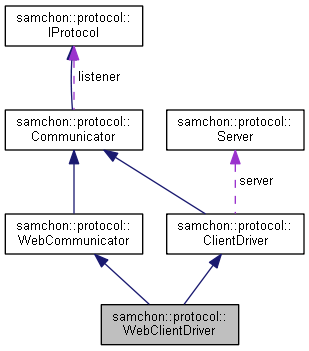 samchon::protocol::
IProtocol
listener
samchon::protocol::
Communicator
samchon::protocol::
Server
server
samchon::protocol::
WebCommunicator
samchon::protocol::
ClientDriver
samchon::protocol::
WebClientDriver